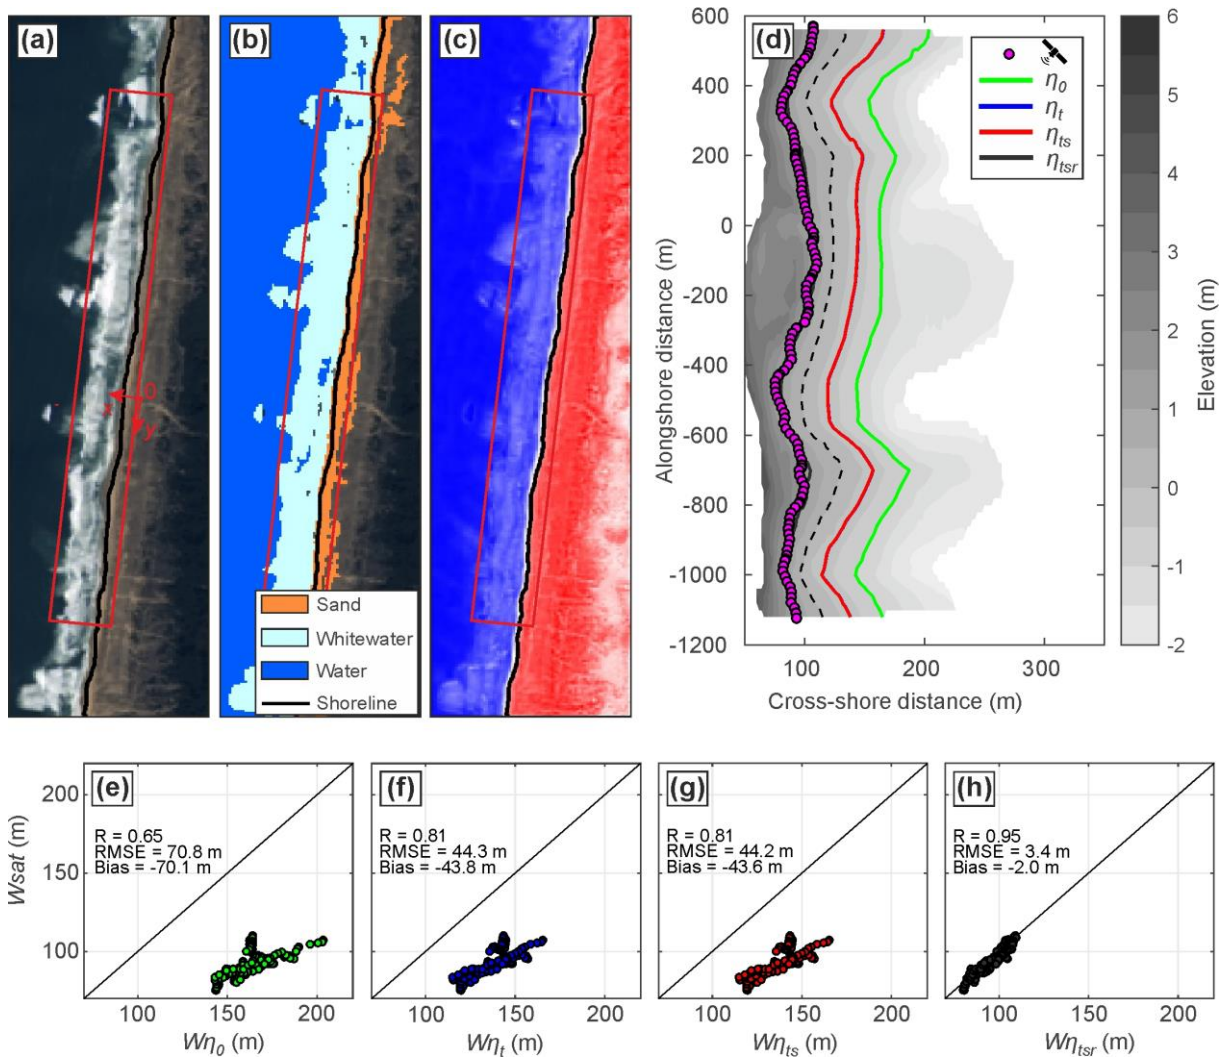 (a)
0
x
y
(b)
Sand
Whitewater
Water
Shoreline
(c)
(d)
η0
ηt
ηts
ηtsr
600
400
200
0
-200
-400
-600
-800
-1000
-1200
Alongshore distance (m)
100
200
300
Cross-shore distance (m)
6
5
4
3
2
1
0
-1
-2
Elevation (m)
(e)
R = 0.65
RMSE = 70.8 m
Bias = -70.1 m
200
150
100
Wsat (m)
100
150
200
Wη0 (m)
(f)
R = 0.81
RMSE = 44.3 m
Bias = -43.8 m
100
150
200
Wηt (m)
(g)
R = 0.81
RMSE = 44.2 m
Bias = -43.6 m
100
150
200
Wηts (m)
(h)
R = 0.95
RMSE = 3.4 m
Bias = -2.0 m
100
150
200
Wηtsr (m)